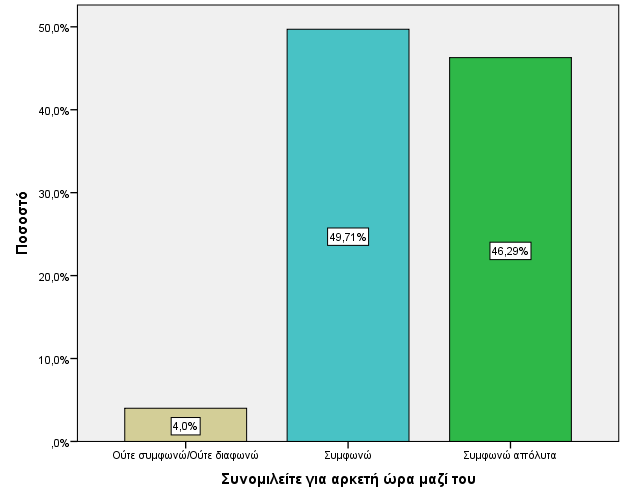 50,0%
40,0%
30,0%
20,0%
10,0%
,0%
Ποσοστό
4,0%
49,71%
46,29%
Ούτε συμφωνώ/Ούτε διαφωνώ
Συμφωνώ
Συμφωνώ απόλυτα
Συνομιλείτε για αρκετή ώρα μαζί του